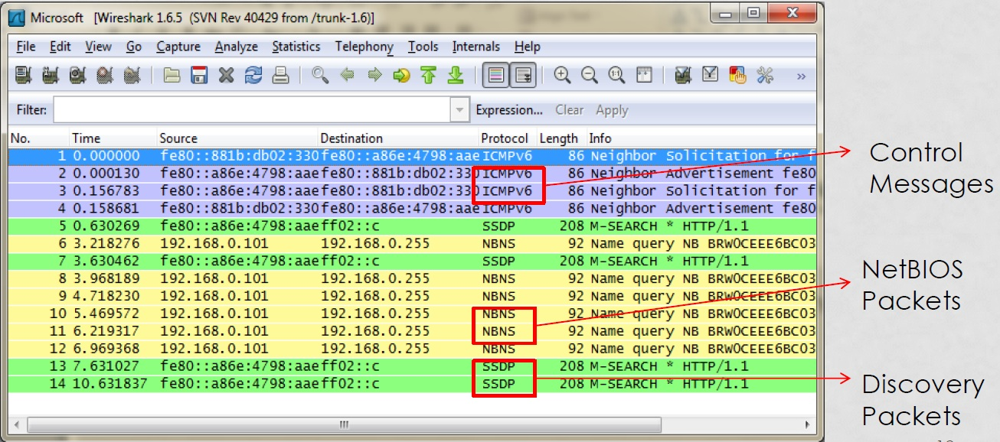 Microsoft [Wireshark 1.6.5 (SVN Rev 40429 from /trunk-1.6)]
File Edit View Go Capture Analyze Statistics Telephony Tools Internals Help
Filter: Expression... Clear Apply
No. Time Source Destination Protocol Length Info
1 0.000000 fe80::881b:db02:330 fe80::a86e:4798:aae ICMPv6 86 Neighbor Solicitation for f
2 0.000130 fe80::a86e:4798:aae fe80::881b:db02:330 ICMPv6 86 Neighbor Advertisement fe80
3 0.156783 fe80::a86e:4798:aae fe80::881b:db02:330 ICMPv6 86 Neighbor Solicitation for f
4 0.158681 fe80::881b:db02:330 fe80::a86e:4798:aae ICMPv6 86 Neighbor Advertisement fe80
5 0.630269 fe80::a86e:4798:aae ff02::c SSDP 208 M-SEARCH * HTTP/1.1
6 3.218276 192.168.0.101 192.168.0.255 NBNS 92 Name query NB BRW0CEEE6BC03
7 3.630462 fe80::a86e:4798:aae ff02::c SSDP 208 M-SEARCH * HTTP/1.1
8 3.968189 192.168.0.101 192.168.0.255 NBNS 92 Name query NB BRW0CEEE6BC03
9 4.718230 192.168.0.101 192.168.0.255 NBNS 92 Name query NB BRW0CEEE6BC03
10 5.469572 192.168.0.101 192.168.0.255 NBNS 92 Name query NB BRW0CEEE6BC03
11 6.219317 192.168.0.101 192.168.0.255 NBNS 92 Name query NB BRW0CEEE6BC03
12 6.969368 192.168.0.101 192.168.0.255 NBNS 92 Name query NB BRW0CEEE6BC03
13 7.631027 fe80::a86e:4798:aae ff02::c SSDP 208 M-SEARCH * HTTP/1.1
14 10.631837 fe80::a86e:4798:aae ff02::c SSDP 208 M-SEARCH * HTTP/1.1
Control
Messages
NetBIOS
Packets
Discovery
Packets